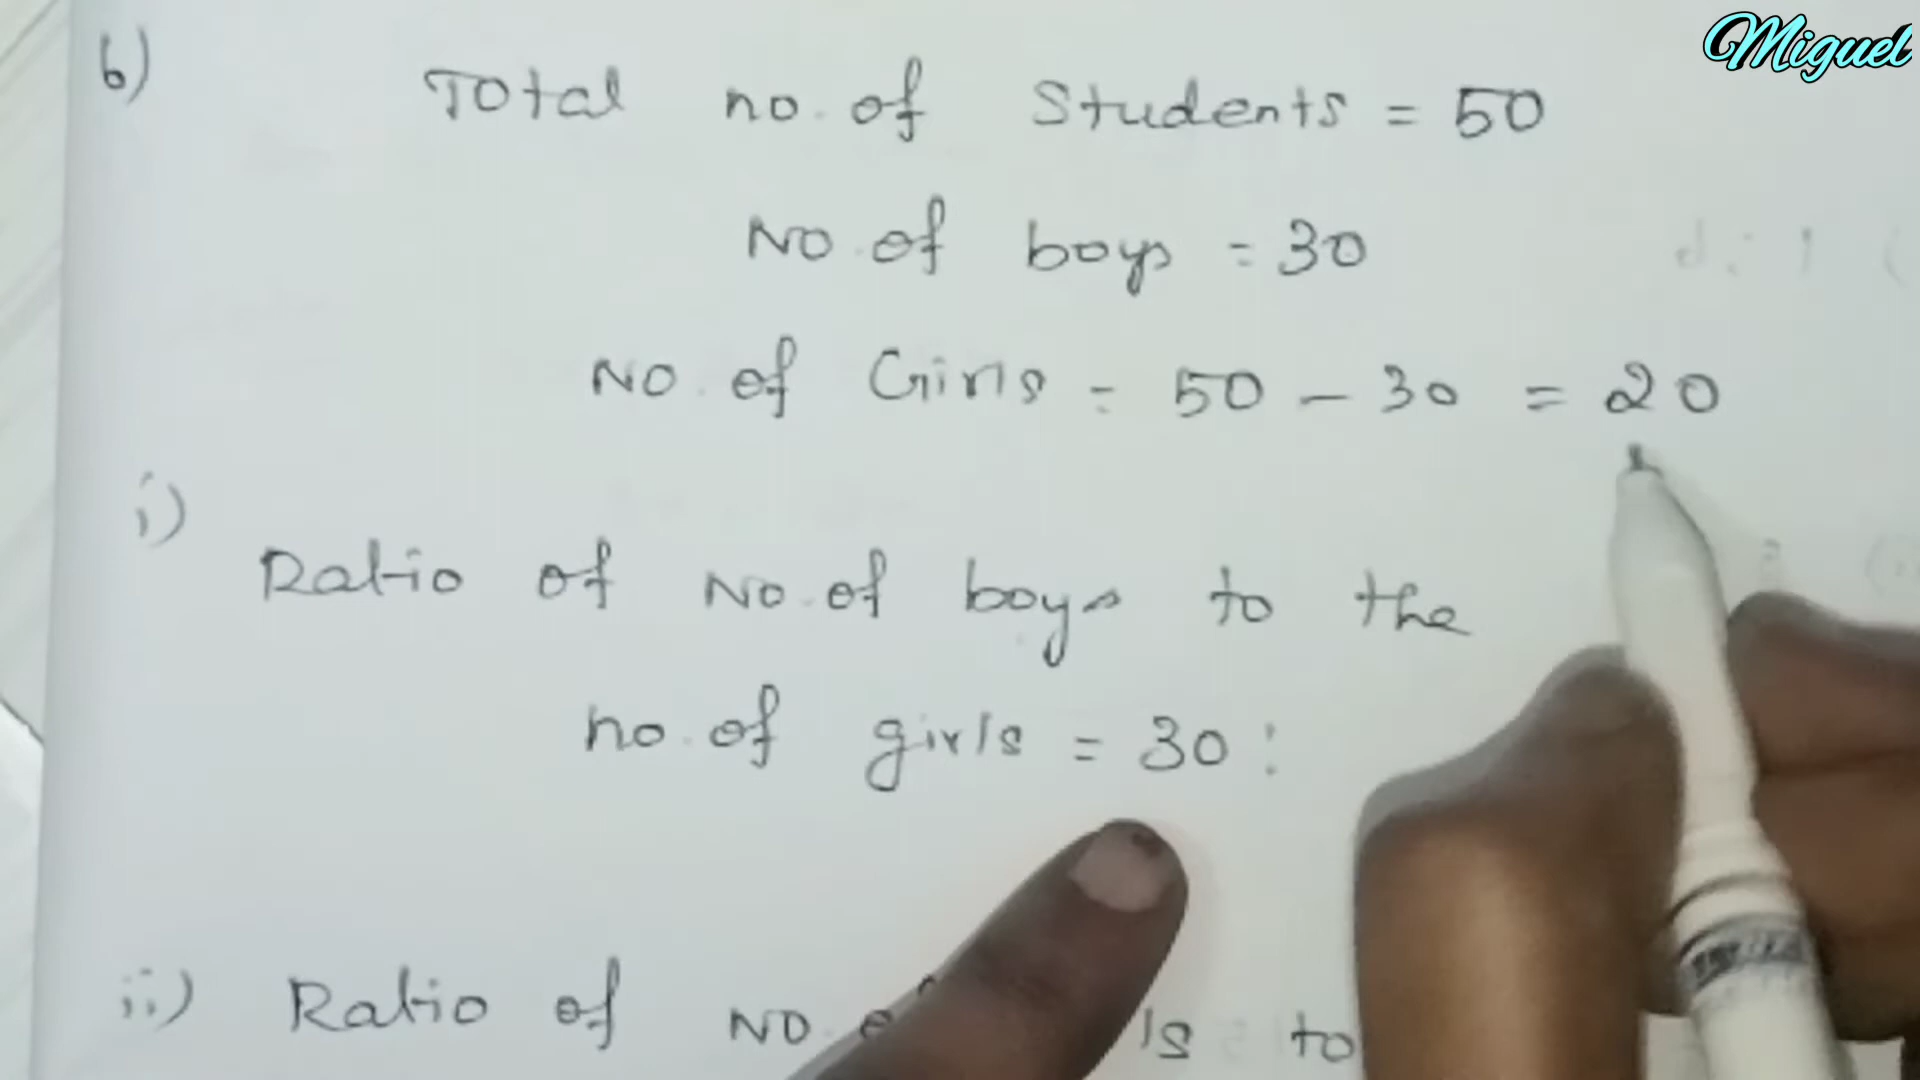 Miguel
b) Total no. of Students = 50
No. of boys = 30
No. of Girls = 50 - 30 = 20
i)
Ratio of No. of boys to the
no. of girls = 30 :
ii) Ratio of No to